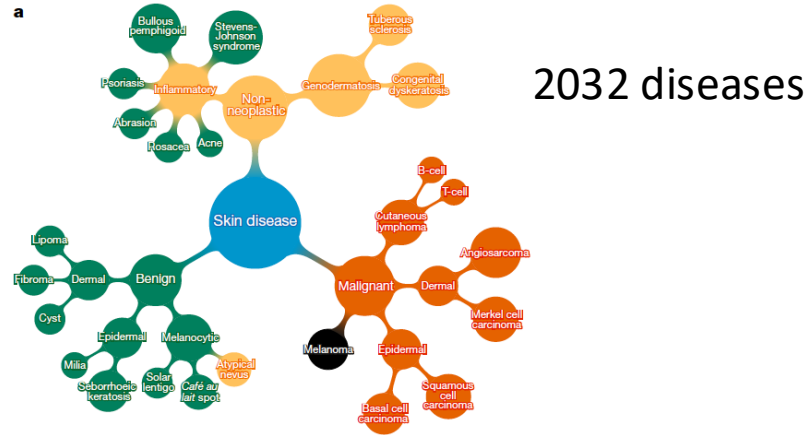 a
Bullous
pemphigoid
Stevens-
Johnson
syndrome
Tuberous
sclerosis
Psoriasis
Inflammatory
Non-
neoplastic
Genodermatosis
Congenital
dyskeratosis
2032 diseases
Abrasion
Rosacea
Acne
B-cell
T-cell
Skin disease
Cutaneous
lymphoma
Lipoma
Angiosarcoma
Fibroma
Dermal
Benign
Malignant
Dermal
Cyst
Merkel cell
carcinoma
Epidermal
Melanocytic
Melanoma
Epidermal
Milia
Atypical
nevus
Seborrhoeic
keratosis
Solar
lentigo
Café au
lait spot
Squamous
cell
carcinoma
Basal cell
carcinoma